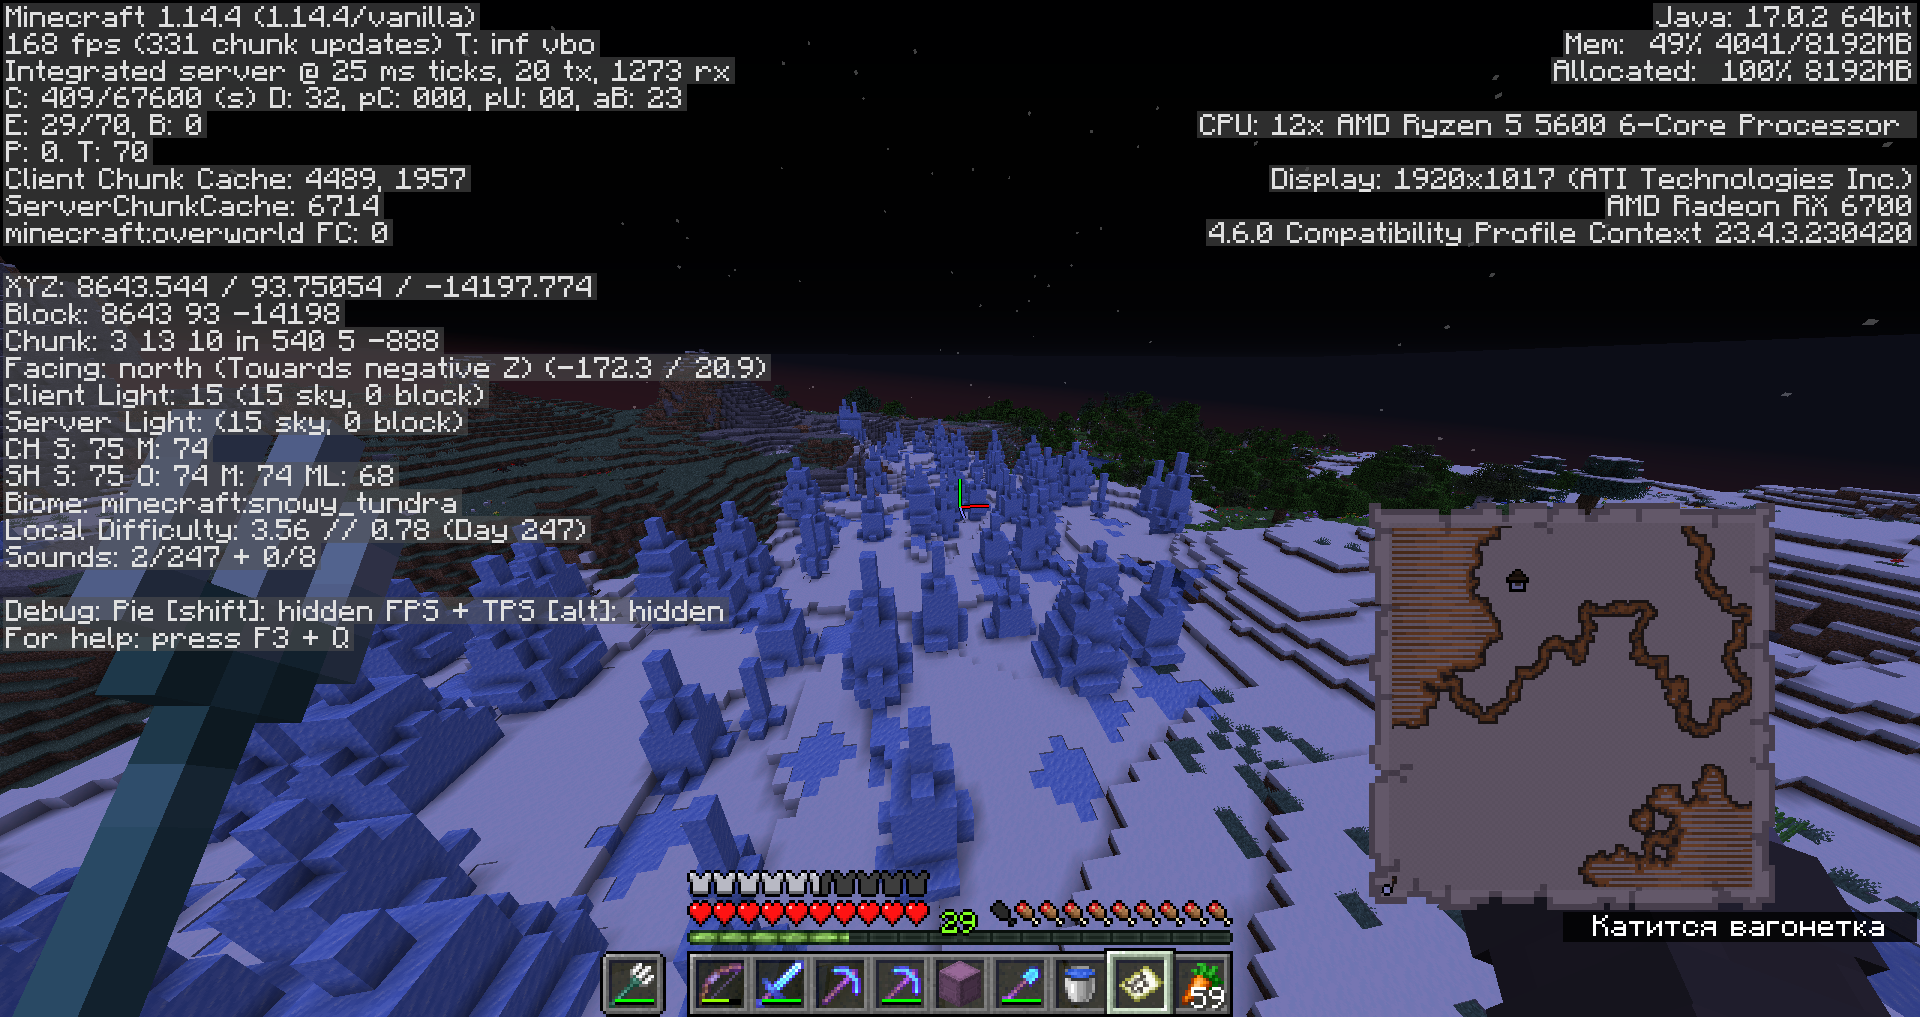 Minecraft 1.14.4 (1.14.4/vanilla)
168 fps (331 chunk updates) T: inf vbo
Integrated server @ 25 ms ticks, 20 tx, 1273 rx
C: 409/67600 (s) D: 32, pC: 000, pU: 00, aB: 23
E: 29/70, B: 0
P: 0. T: 70
Client Chunk Cache: 4489, 1957
ServerChunkCache: 6714
minecraft:overworld FC: 0
XYZ: 8643.544 / 93.75054 / -14197.774
Block: 8643 93 -14198
Chunk: 3 13 10 in 540 5 -888
Facing: north (Towards negative Z) (-172.3 / 20.9)
Client Light: 15 (15 sky, 0 block)
Server Light: (15 sky, 0 block)
CH S: 75 M: 74
SH S: 75 O: 74 M: 74 ML: 68
Biome: minecraft:snowy_tundra
Local Difficulty: 3.56 // 0.78 (Day 247)
Sounds: 2/247 + 0/8
Debug: Pie [shift]: hidden FPS + TPS [alt]: hidden
For help: press F3 + Q
Java: 17.0.2 64bit
Mem: 49% 4041/8192MB
Allocated: 100% 8192MB
CPU: 12x AMD Ryzen 5 5600 6-Core Processor
Display: 1920x1017 (ATI Technologies Inc.)
AMD Radeon RX 6700
4.6.0 Compatibility Profile Context 23.4.3.230420
Катится вагонетка
29
59